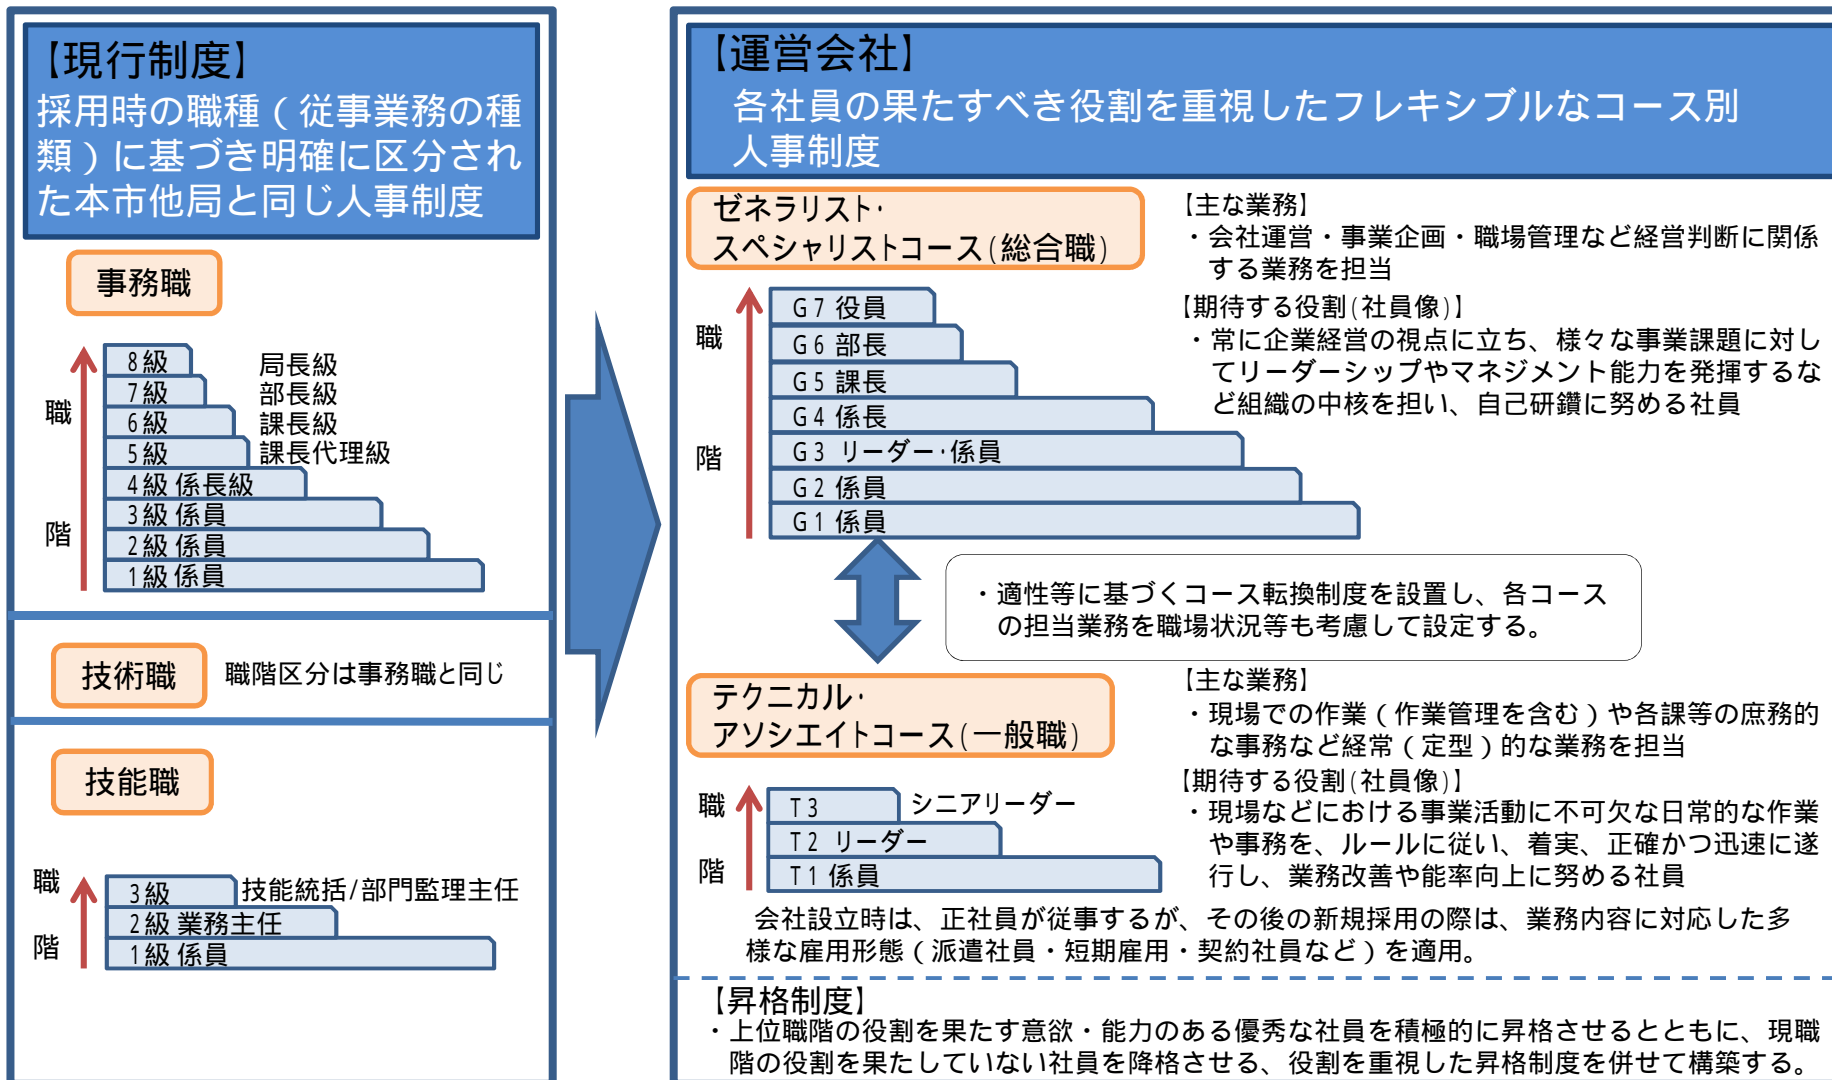 【現行制度】
採用時の職種（従事業務の種
類）に基づき明確に区分され
た本市他局と同じ人事制度
事務職
職
階
8級 局長級
7級 部長級
6級 課長級
5級 課長代理級
4級 係長級
3級 係員
2級 係員
1級 係員
技術職 職階区分は事務職と同じ
技能職
職
階
3級 技能統括/部門監理主任
2級 業務主任
1級 係員
【運営会社】
各社員の果たすべき役割を重視したフレキシブルなコース別
人事制度
ゼネラリスト・
スペシャリストコース(総合職)
職
階
G7 役員
G6 部長
G5 課長
G4 係長
G3 リーダー・係員
G2 係員
G1 係員
【主な業務】
・会社運営・事業企画・職場管理など経営判断に関係
する業務を担当
【期待する役割(社員像)】
・常に企業経営の視点に立ち、様々な事業課題に対し
てリーダーシップやマネジメント能力を発揮するな
ど組織の中核を担い、自己研鑽に努める社員
・適性等に基づくコース転換制度を設置し、各コース
の担当業務を職場状況等も考慮して設定する。
テクニカル・
アソシエイトコース(一般職)
職
階
T3 シニアリーダー
T2 リーダー
T1 係員
【主な業務】
・現場での作業（作業管理を含む）や各課等の庶務的
な事務など経常（定型）的な業務を担当
【期待する役割(社員像)】
・現場などにおける事業活動に不可欠な日常的な作業
や事務を、ルールに従い、着実、正確かつ迅速に遂
行し、業務改善や能率向上に努める社員
会社設立時は、正社員が従事するが、その後の新規採用の際は、業務内容に対応した多
様な雇用形態（派遣社員・短期雇用・契約社員など）を適用。
【昇格制度】
・上位職階の役割を果たす意欲・能力のある優秀な社員を積極的に昇格させるとともに、現職
階の役割を果たしていない社員を降格させる、役割を重視した昇格制度を併せて構築する。